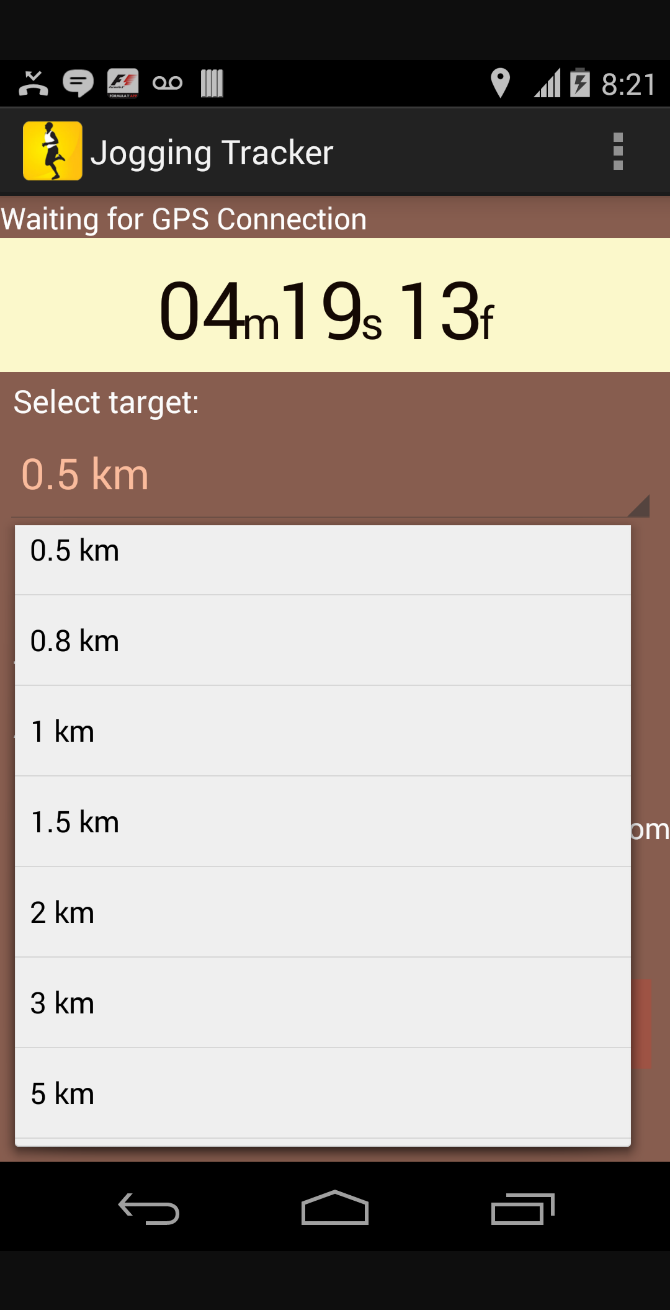 8:21
Jogging Tracker
Waiting for GPS Connection
04m19s 13f
Select target:
0.5 km
0.5 km
0.8 km
1 km
1.5 km
om
2 km
3 km
5 km